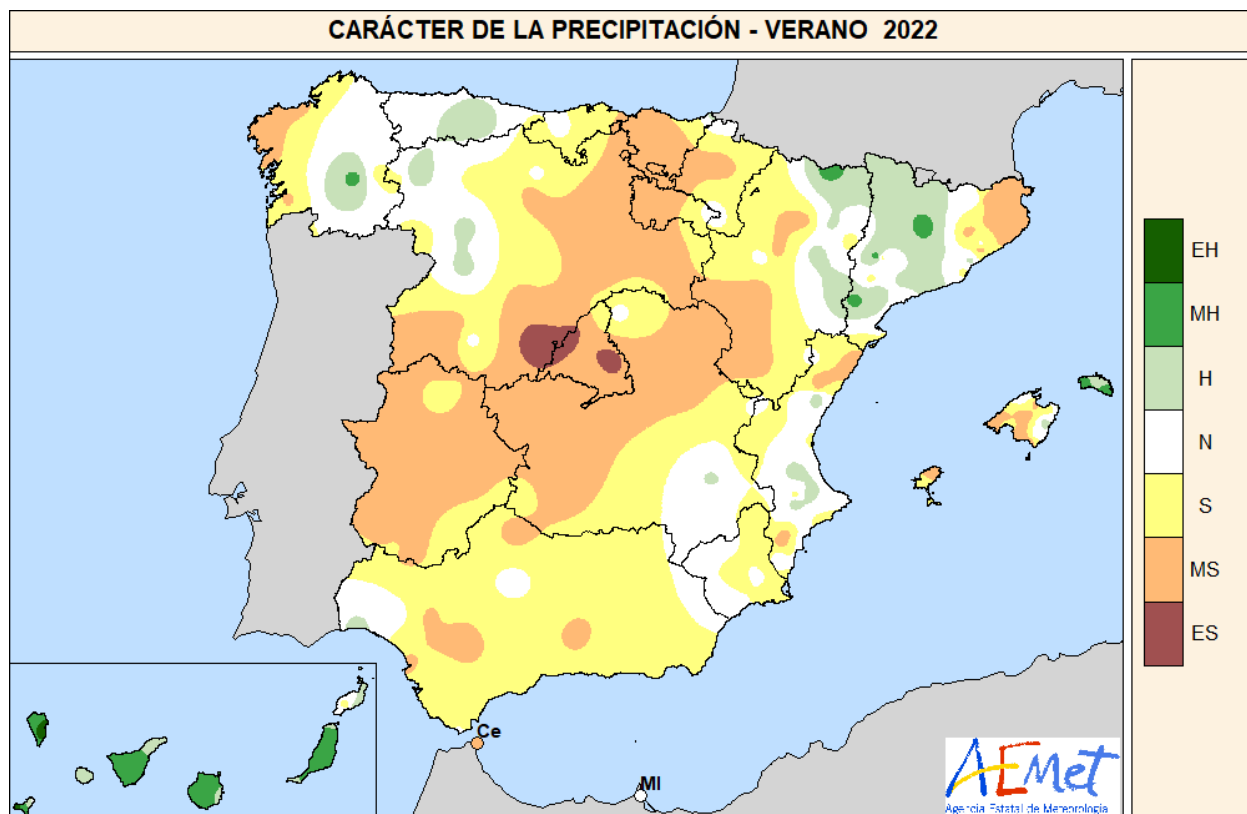 CARÁCTER DE LA PRECIPITACIÓN - VERANO 2022
EH
MH
H
N
S
MS
ES
Ce
Ml
AEMet
Agencia Estatal de Meteorología